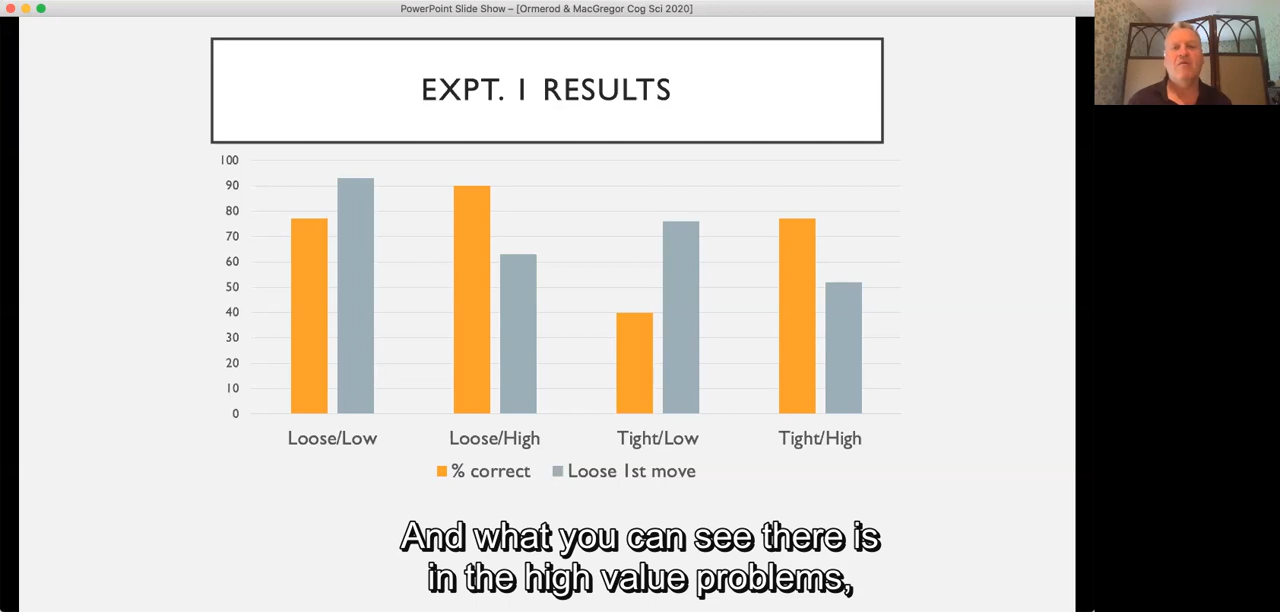 PowerPoint Slide Show – [Ormerod & MacGregor Cog Sci 2020]
EXPT. 1 RESULTS
100
90
80
70
60
50
40
30
20
10
0
Loose/Low Loose/High Tight/Low Tight/High
% correct Loose 1st move
And what you can see there is
in the high value problems,